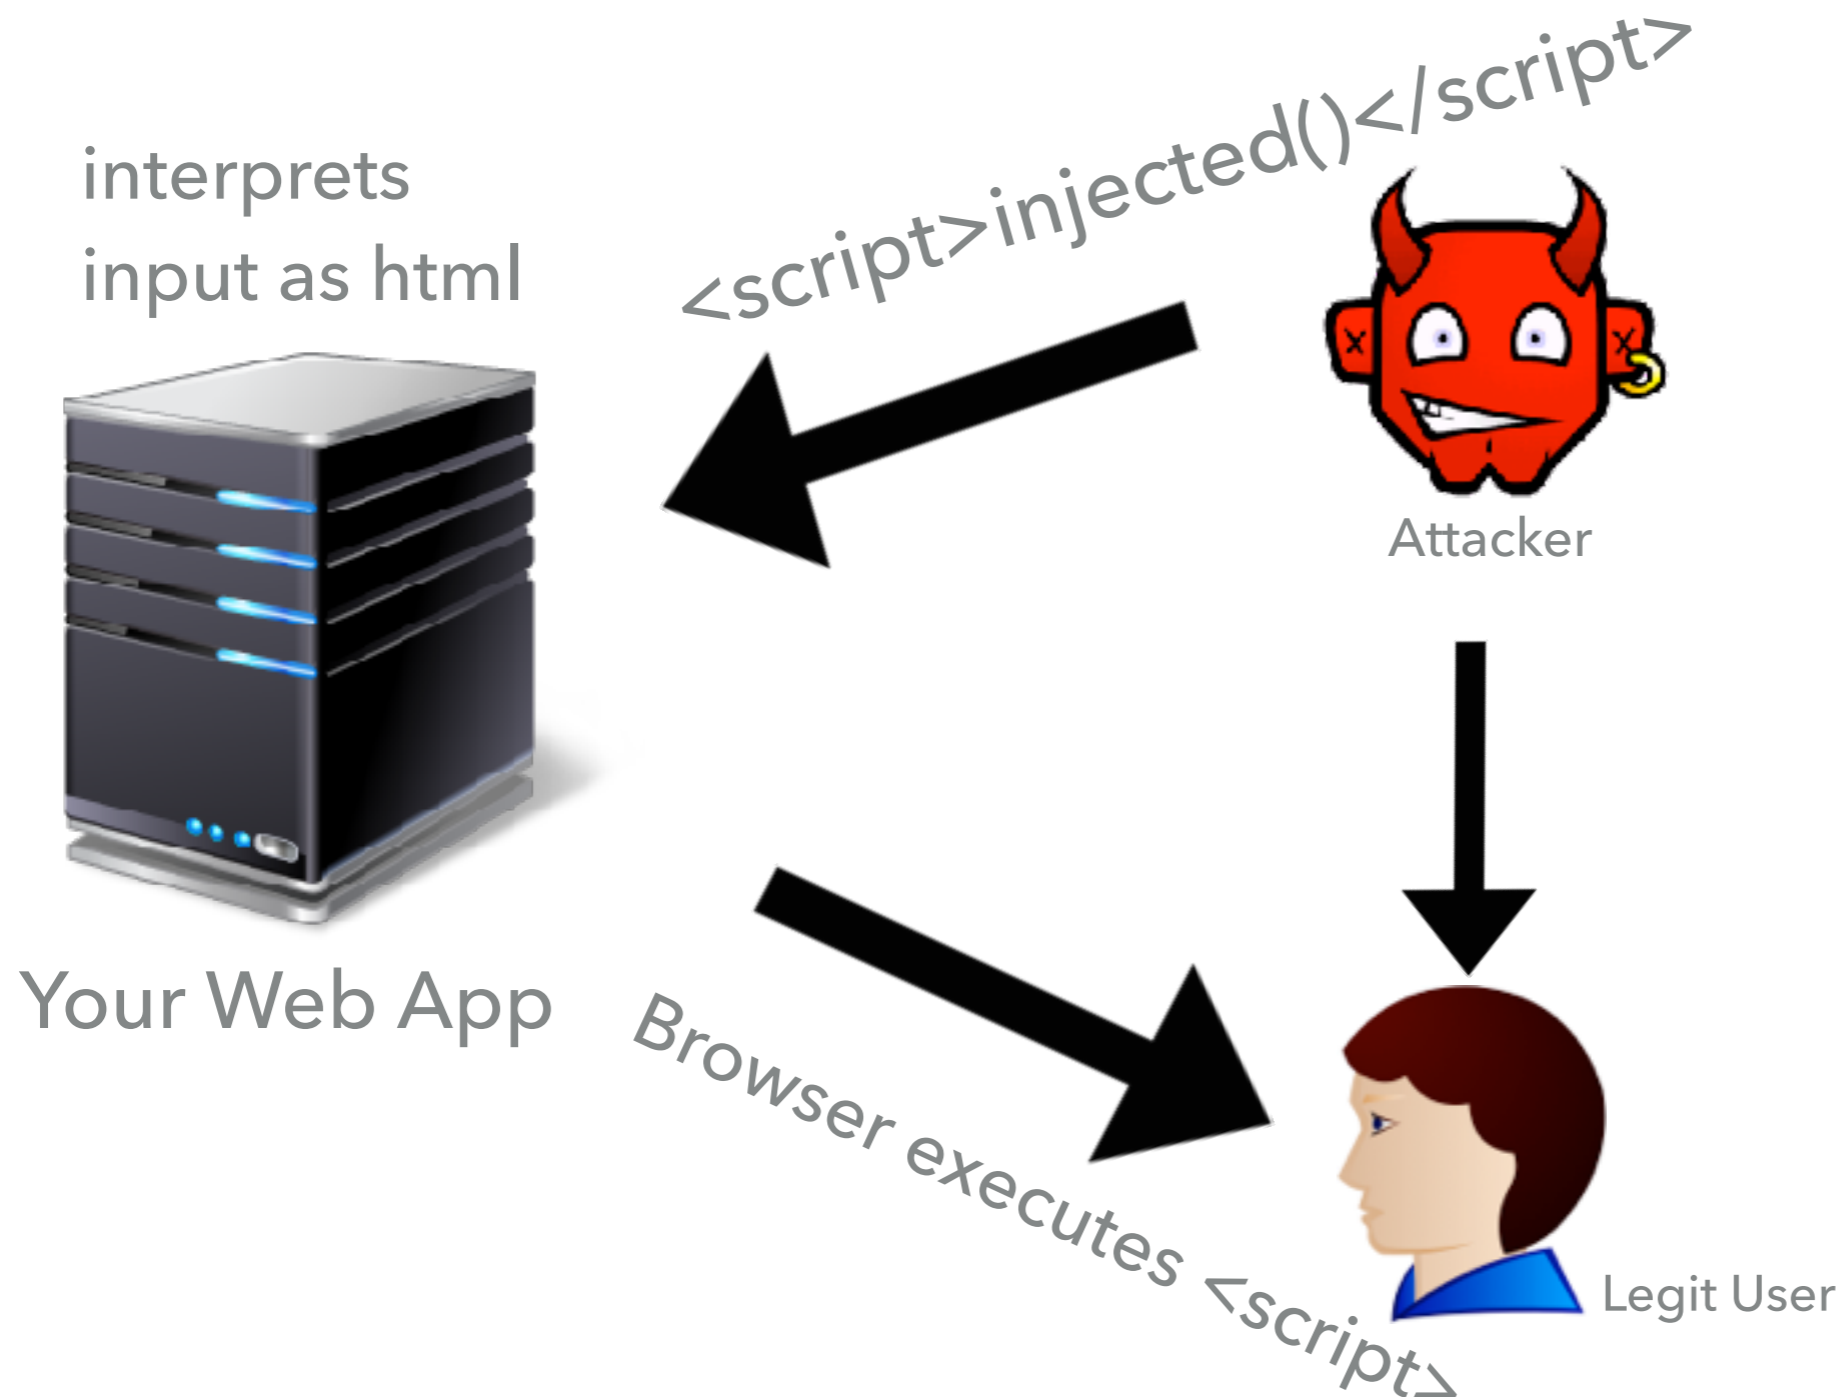 <script>injected()</script>
interprets
input as html
Attacker
Your Web App
Browser executes <script>
Legit User